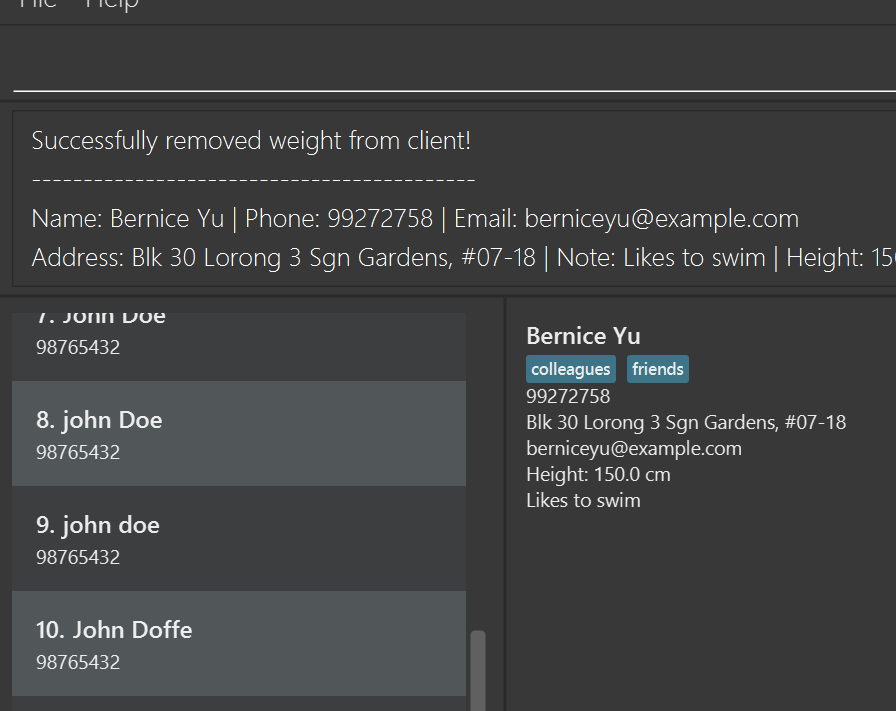 File Help
Successfully removed weight from client!
-------------------------------------------
Name: Bernice Yu | Phone: 99272758 | Email: berniceyu@example.com
Address: Blk 30 Lorong 3 Sgn Gardens, #07-18 | Note: Likes to swim | Height:
7. John Doe
98765432
8. john Doe
98765432
9. john doe
98765432
10. John Doffe
98765432
Bernice Yu
colleagues friends
99272758
Blk 30 Lorong 3 Sgn Gardens, #07-18
berniceyu@example.com
Height: 150.0 cm
Likes to swim